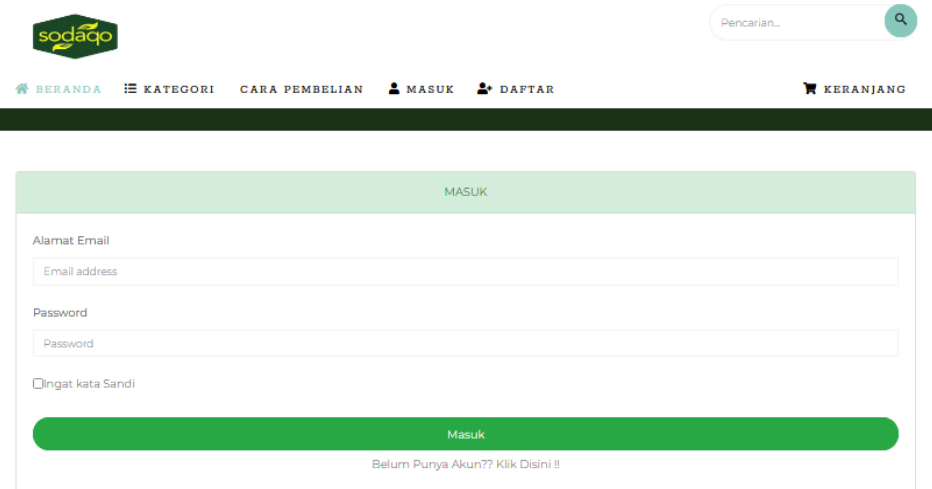 sodaqo
Pencarian...
BERANDA KATEGORI CARA PEMBELIAN MASUK DAFTAR KERANJANG
MASUK
Alamat Email
Email address
Password
Password
Ingat kata Sandi
Masuk
Belum Punya Akun?? Klik Disini !!